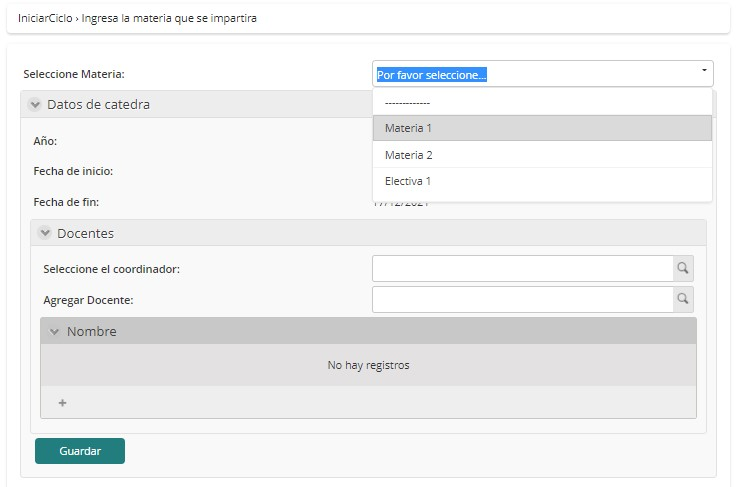 IniciarCiclo › Ingresa la materia que se impartira
Seleccione Materia:
Por favor seleccione...
-------------
Materia 1
Materia 2
Electiva 1
Datos de catedra
Año:
Fecha de inicio:
Fecha de fin:
Docentes
Seleccione el coordinador:
Agregar Docente:
Nombre
No hay registros
+
Guardar